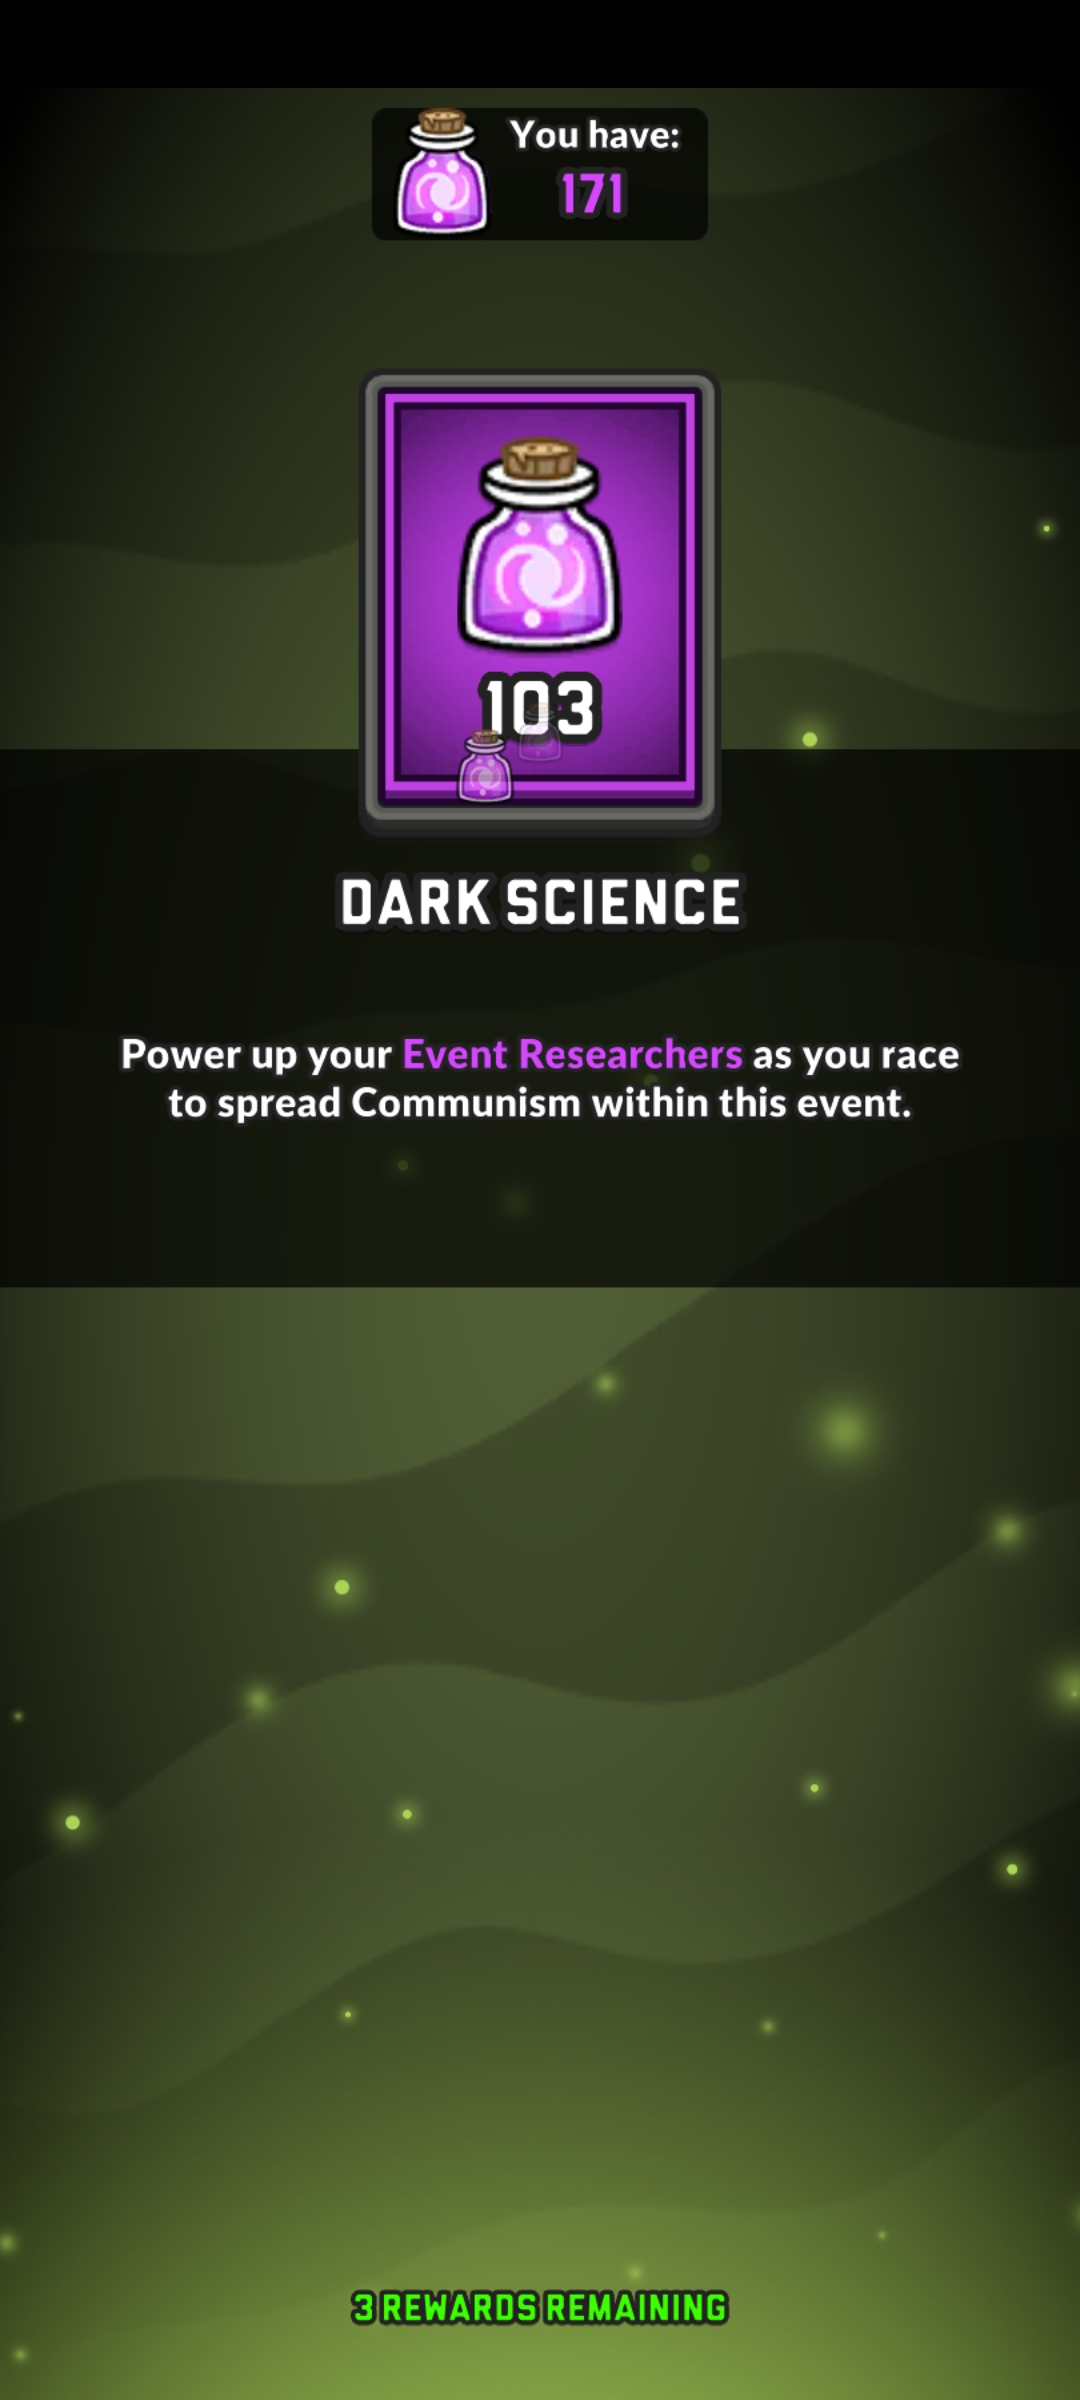 You have:
171
103
DARK SCIENCE
Power up your Event Researchers as you race
to spread Communism within this event.
3 REWARDS REMAINING